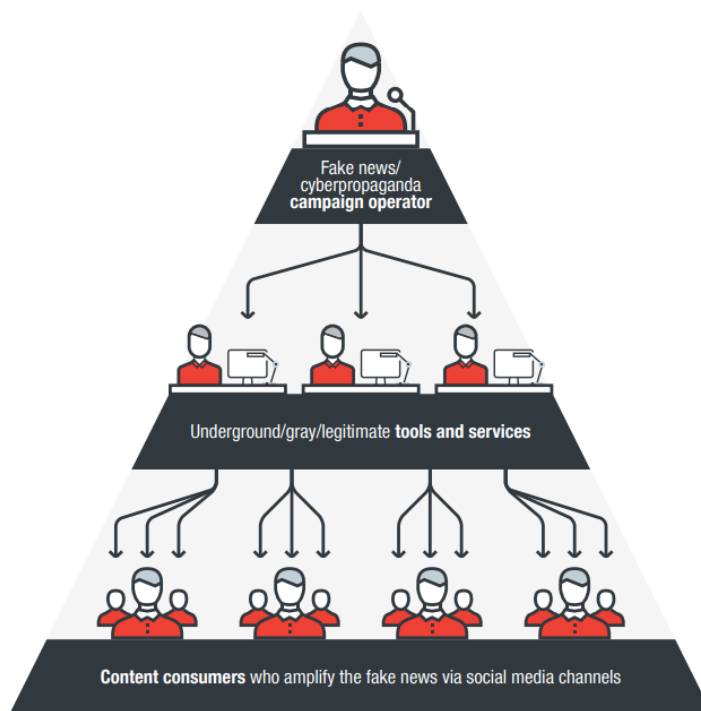 Fake news/
cyberpropaganda
campaign operator
Underground/gray/legitimate tools and services
Content consumers who amplify the fake news via social media channels